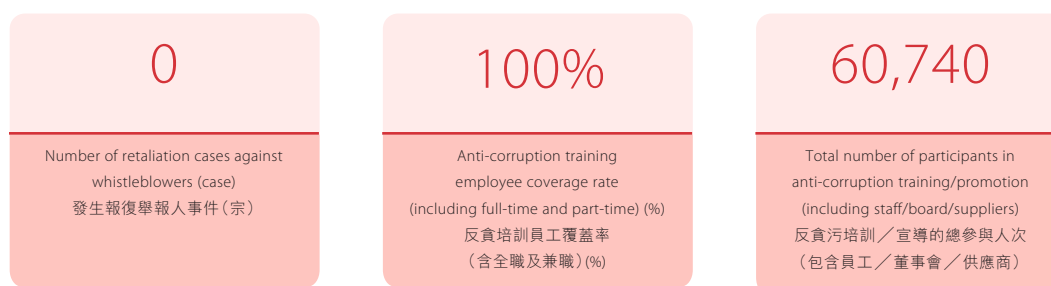 0
Number of retaliation cases against
whistleblowers (case)
發生報復舉報人事件（宗）
100%
Anti-corruption training
employee coverage rate
(including full-time and part-time) (%)
反貪培訓員工覆蓋率
（含全職及兼職）(%)
60,740
Total number of participants in
anti-corruption training/promotion
(including staff/board/suppliers)
反貪污培訓／宣導的總參與人次
（包含員工／董事會／供應商）